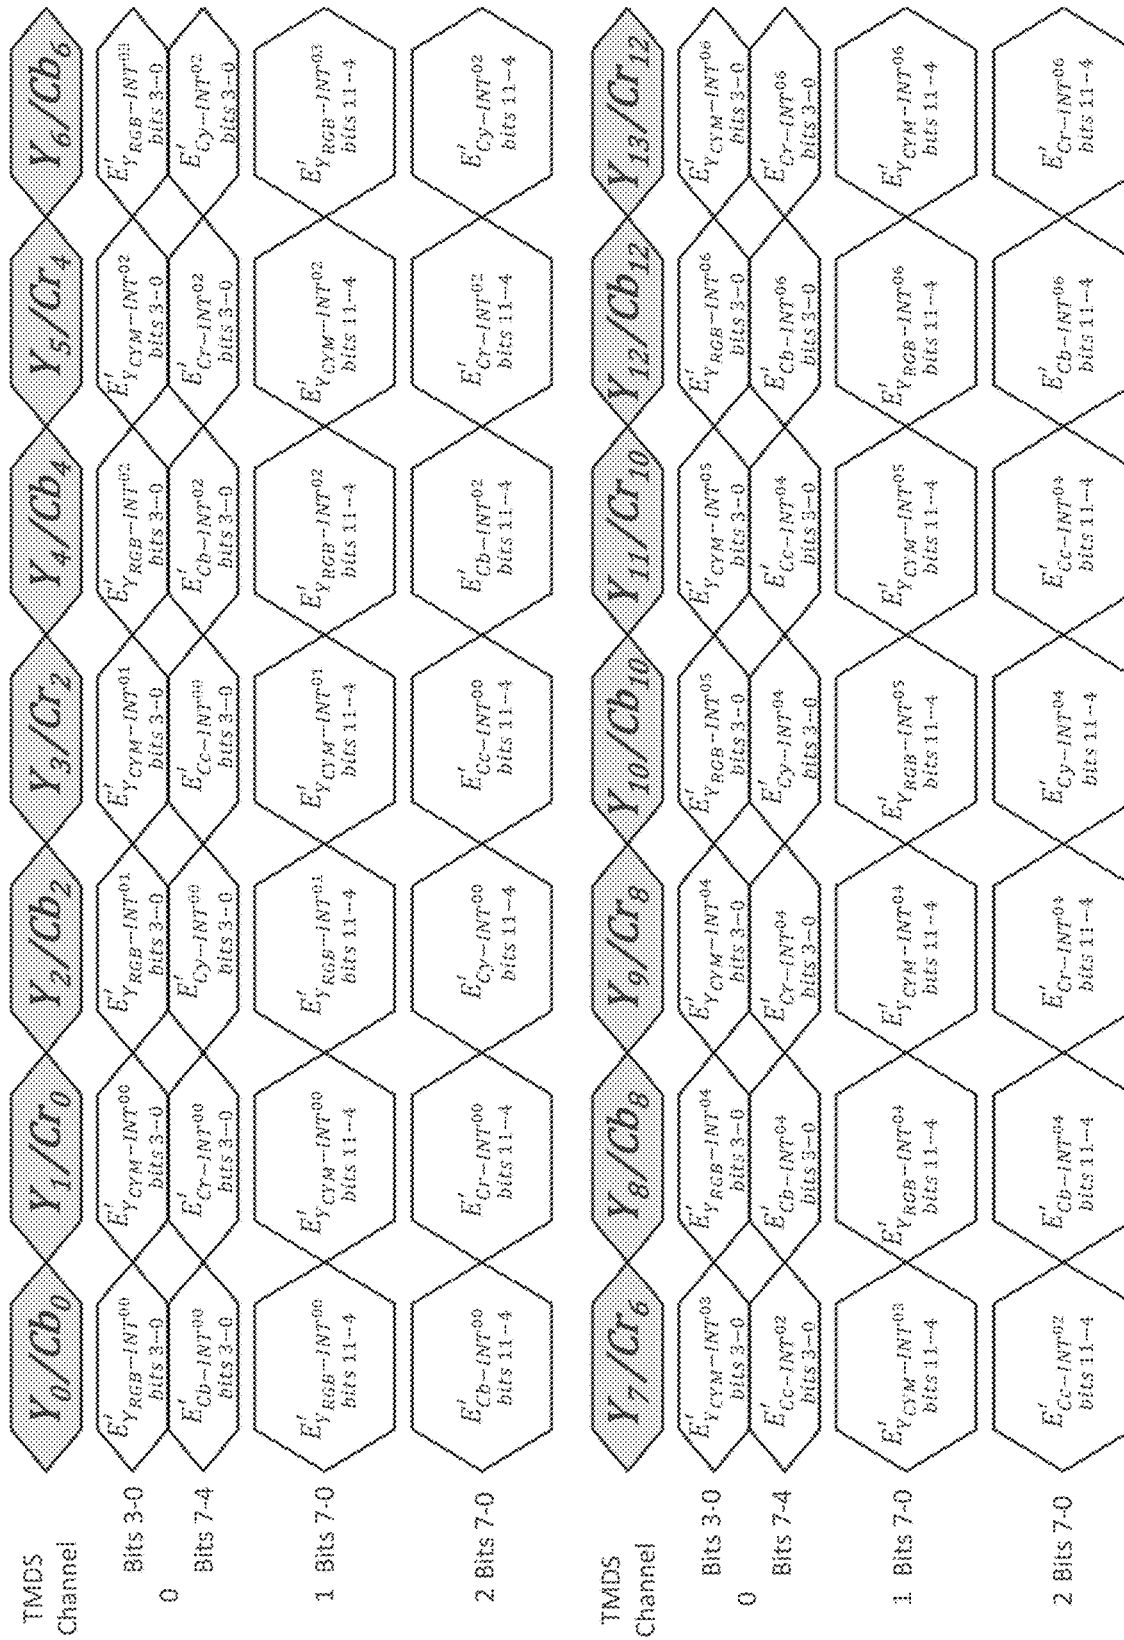 TMDS Channel
Y0/Cb0 Y1/Cr0 Y2/Cb2 Y3/Cr2 Y4/Cb4 Y5/Cr4 Y6/Cb6
0
Bits 3-0
E'YRGB-INT00 bits 3-0
E'YCYM-INT00 bits 3-0
E'YRGB-INT01 bits 3-0
E'YCYM-INT01 bits 3-0
E'YRGB-INT02 bits 3-0
E'YCYM-INT02 bits 3-0
E'YRGB-INT03 bits 3-0
Bits 7-4
E'Cb-INT00 bits 3-0
E'Cr-INT00 bits 3-0
E'Cy-INT00 bits 3-0
E'Cc-INT00 bits 3-0
E'Cb-INT02 bits 3-0
E'Cr-INT02 bits 3-0
E'Cy-INT02 bits 3-0
1 Bits 7-0
E'YRGB-INT00 bits 11-4
E'YCYM-INT00 bits 11-4
E'YRGB-INT01 bits 11-4
E'YCYM-INT01 bits 11-4
E'YRGB-INT02 bits 11-4
E'YCYM-INT02 bits 11-4
E'YRGB-INT03 bits 11-4
2 Bits 7-0
E'Cb-INT00 bits 11-4
E'Cr-INT00 bits 11-4
E'Cy-INT00 bits 11-4
E'Cc-INT00 bits 11-4
E'Cb-INT02 bits 11-4
E'Cr-INT02 bits 11-4
E'Cy-INT02 bits 11-4
TMDS Channel
Y7/Cr6 Y8/Cb8 Y9/Cr8 Y10/Cb10 Y11/Cr10 Y12/Cb12 Y13/Cr12
0
Bits 3-0
E'YCYM-INT03 bits 3-0
E'YRGB-INT04 bits 3-0
E'YCYM-INT04 bits 3-0
E'YRGB-INT05 bits 3-0
E'YCYM-INT05 bits 3-0
E'YRGB-INT06 bits 3-0
E'YCYM-INT06 bits 3-0
Bits 7-4
E'Cc-INT02 bits 3-0
E'Cb-INT04 bits 3-0
E'Cr-INT04 bits 3-0
E'Cy-INT04 bits 3-0
E'Cc-INT04 bits 3-0
E'Cb-INT06 bits 3-0
E'Cr-INT06 bits 3-0
1 Bits 7-0
E'YCYM-INT03 bits 11-4
E'YRGB-INT04 bits 11-4
E'YCYM-INT04 bits 11-4
E'YRGB-INT05 bits 11-4
E'YCYM-INT05 bits 11-4
E'YRGB-INT06 bits 11-4
E'YCYM-INT06 bits 11-4
2 Bits 7-0
E'Cc-INT02 bits 11-4
E'Cb-INT04 bits 11-4
E'Cr-INT04 bits 11-4
E'Cy-INT04 bits 11-4
E'Cc-INT04 bits 11-4
E'Cb-INT06 bits 11-4
E'Cr-INT06 bits 11-4